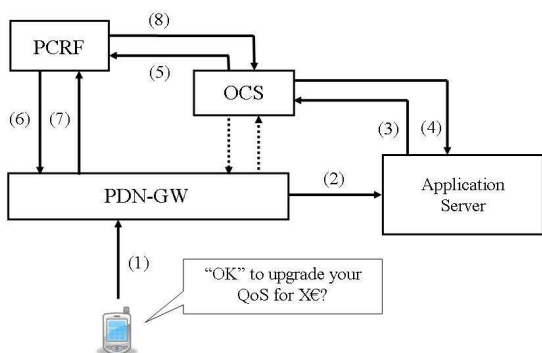 (8)
PCRF
(5)
OCS
(6)
(7)
(3)
(4)
(2)
PDN-GW
Application
Server
(1)
“OK” to upgrade your
QoS for X€?